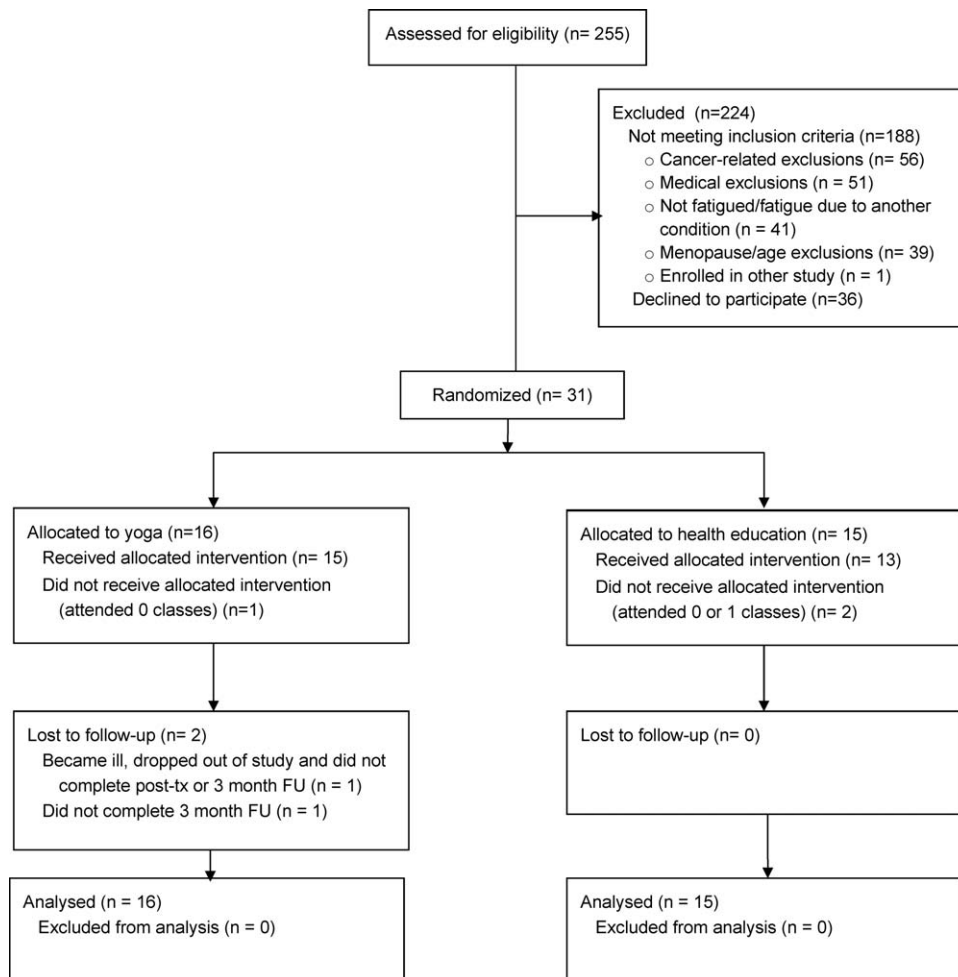 Assessed for eligibility (n= 255)
Excluded (n=224)
Not meeting inclusion criteria (n=188)
○ Cancer-related exclusions (n= 56)
○ Medical exclusions (n = 51)
○ Not fatigued/fatigue due to another
condition (n = 41)
○ Menopause/age exclusions (n= 39)
○ Enrolled in other study (n = 1)
Declined to participate (n=36)
Randomized (n= 31)
Allocated to yoga (n=16)
Received allocated intervention (n= 15)
Did not receive allocated intervention
(attended 0 classes) (n=1)
Allocated to health education (n= 15)
Received allocated intervention (n= 13)
Did not receive allocated intervention
(attended 0 or 1 classes) (n= 2)
Lost to follow-up (n= 2)
Became ill, dropped out of study and did not
complete post-tx or 3 month FU (n = 1)
Did not complete 3 month FU (n = 1)
Lost to follow-up (n= 0)
Analysed (n = 16)
Excluded from analysis (n = 0)
Analysed (n = 15)
Excluded from analysis (n = 0)